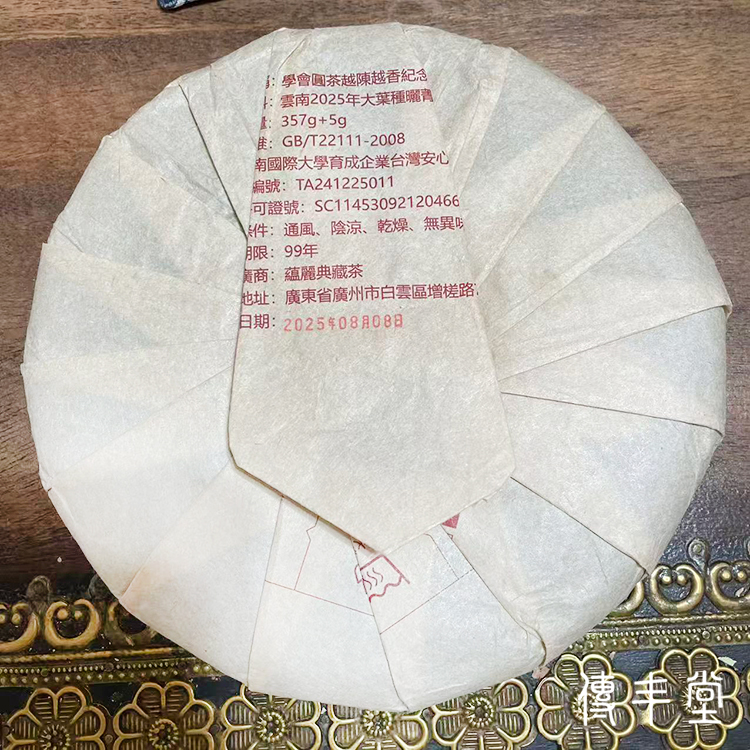 ：學會圓茶越陳越香紀念
：雲南2025年大葉種曬青
：357g+5g
：GB/T22111-2008
南國際大學育成企業台灣安心
編號：TA241225011
可證號：SC11453092120466
條件：通風、陰涼、乾燥、無異味
期限：99年
廣商：蘊麗典藏茶
地址：廣東省廣州市白雲區增槎路
日期：2025年08月08日
傳手堂